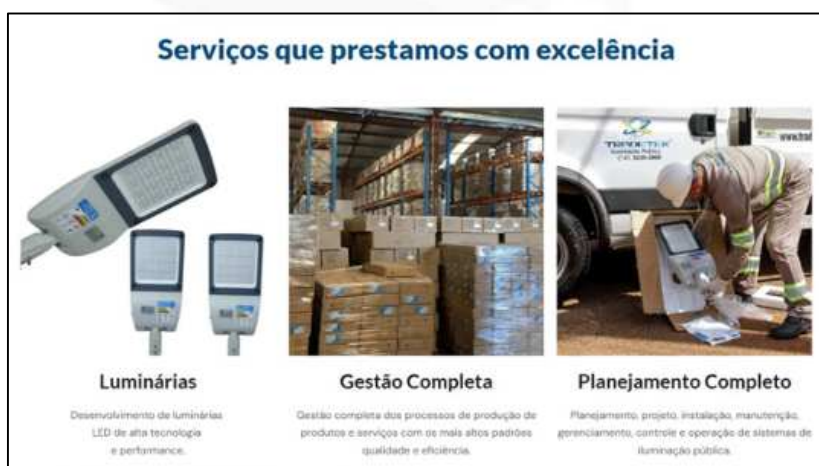 Serviços que prestamos com excelência
Luminárias
Desenvolvimento de luminárias
LED de alta tecnologia
e performance.
Gestão Completa
Gestão completa dos processos de produção de
produtos e serviços com os mais altos padrões
qualidade e eficiência.
Planejamento Completo
Planejamento, projeto, instalação, manutenção,
gerenciamento, controle e operação de sistemas de
iluminação pública.